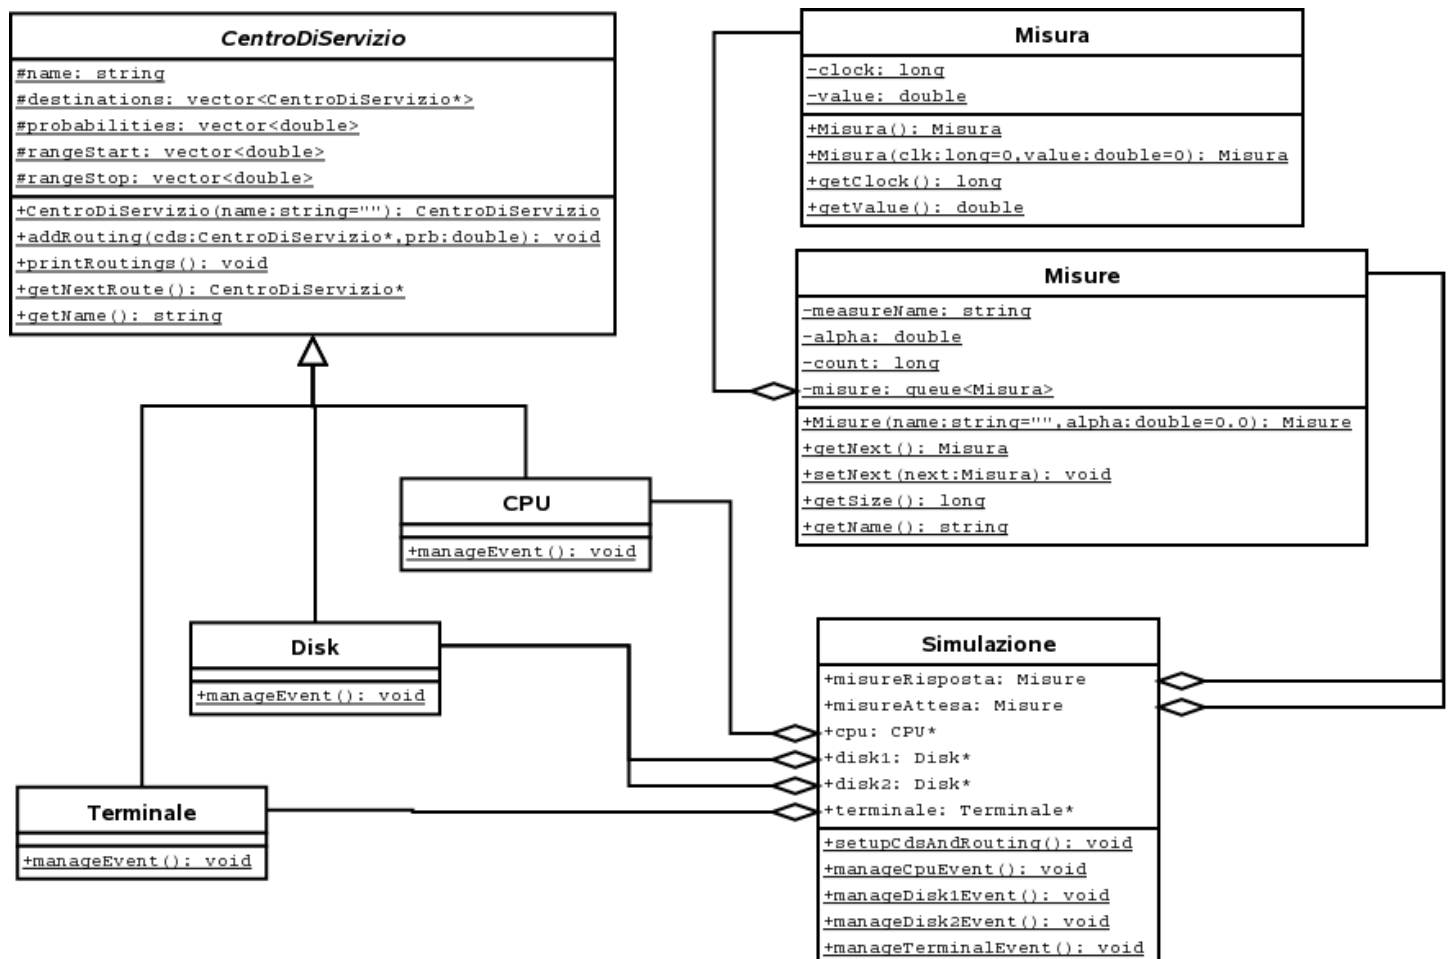 CentroDiServizio
#name: string
#destinations: vector<CentroDiServizio*>
#probabilities: vector<double>
#rangeStart: vector<double>
#rangeStop: vector<double>
+CentroDiServizio(name:string=""): CentroDiServizio
+addRouting(cds:CentroDiServizio*,prb:double): void
+printRoutings(): void
+getNextRoute(): CentroDiServizio*
+getName(): string
Misura
-clock: long
-value: double
+Misura(): Misura
+Misura(clk:long=0,value:double=0): Misura
+getClock(): long
+getValue(): double
Misure
-measureName: string
-alpha: double
-count: long
-misure: queue<Misura>
+Misure(name:string="",alpha:double=0.0): Misure
+getNext(): Misura
+setNext(next:Misura): void
+getSize(): long
+getName(): string
CPU
+manageEvent(): void
Disk
+manageEvent(): void
Terminale
+manageEvent(): void
Simulazione
+misureRisposta: Misure
+misureAttesa: Misure
+cpu: CPU*
+disk1: Disk*
+disk2: Disk*
+terminale: Terminale*
+setupCdsAndRouting(): void
+manageCpuEvent(): void
+manageDisk1Event(): void
+manageDisk2Event(): void
+manageTerminalEvent(): void